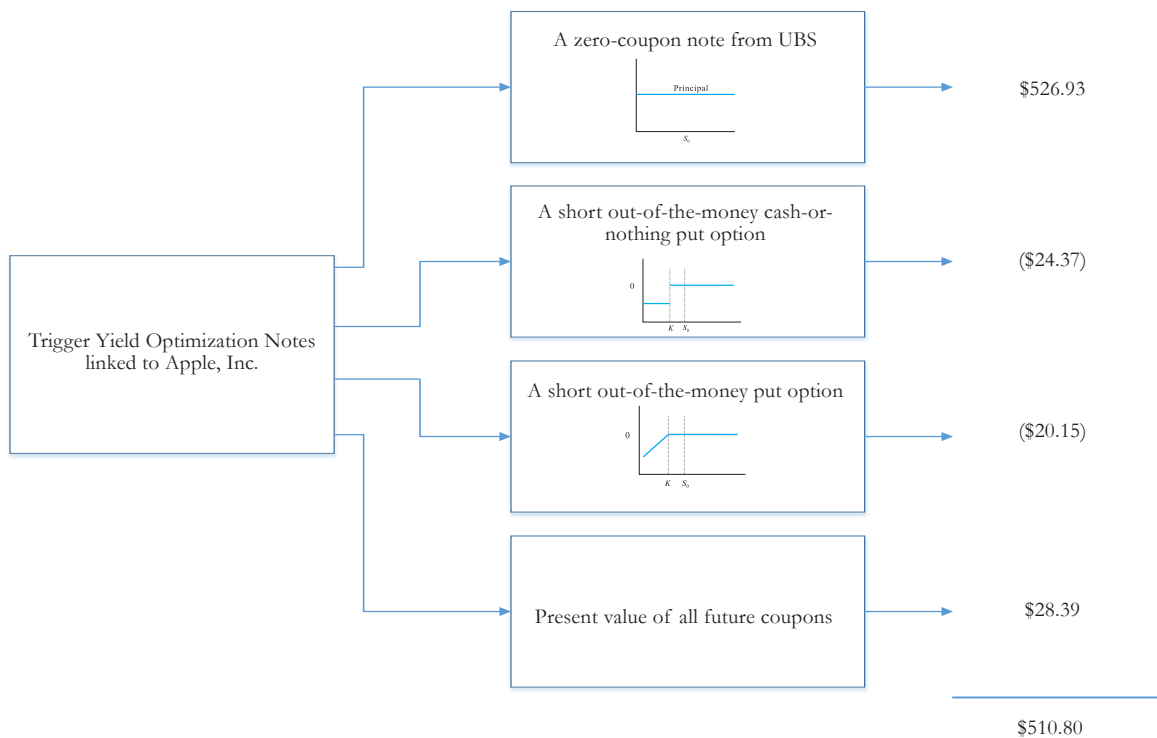 A zero-coupon note from UBS
Principal
S₀
$526.93
A short out-of-the-money cash-or-
nothing put option
0
K
S₀
($24.37)
Trigger Yield Optimization Notes
linked to Apple, Inc.
A short out-of-the-money put option
0
K
S₀
($20.15)
Present value of all future coupons
$28.39
$510.80